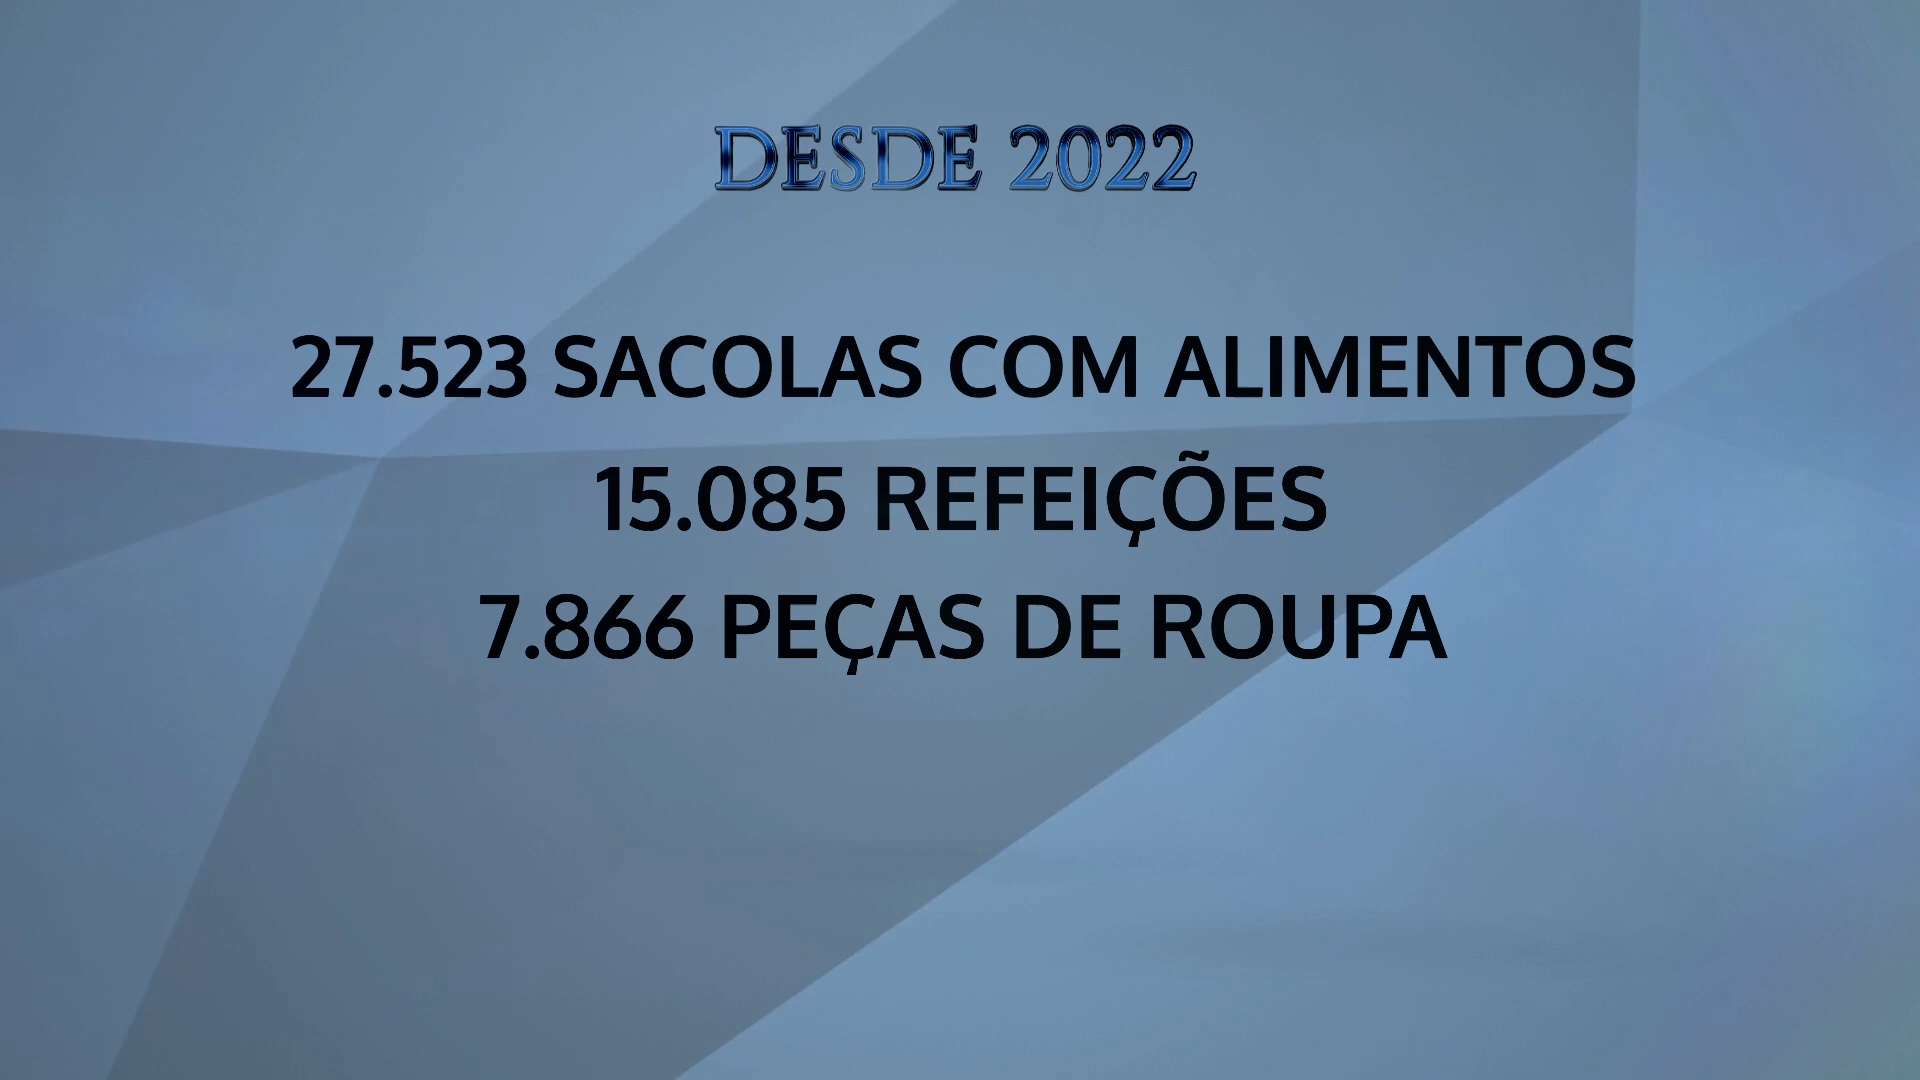 DESDE 2022
27.523 SACOLAS COM ALIMENTOS
15.085 REFEIÇÕES
7.866 PEÇAS DE ROUPA